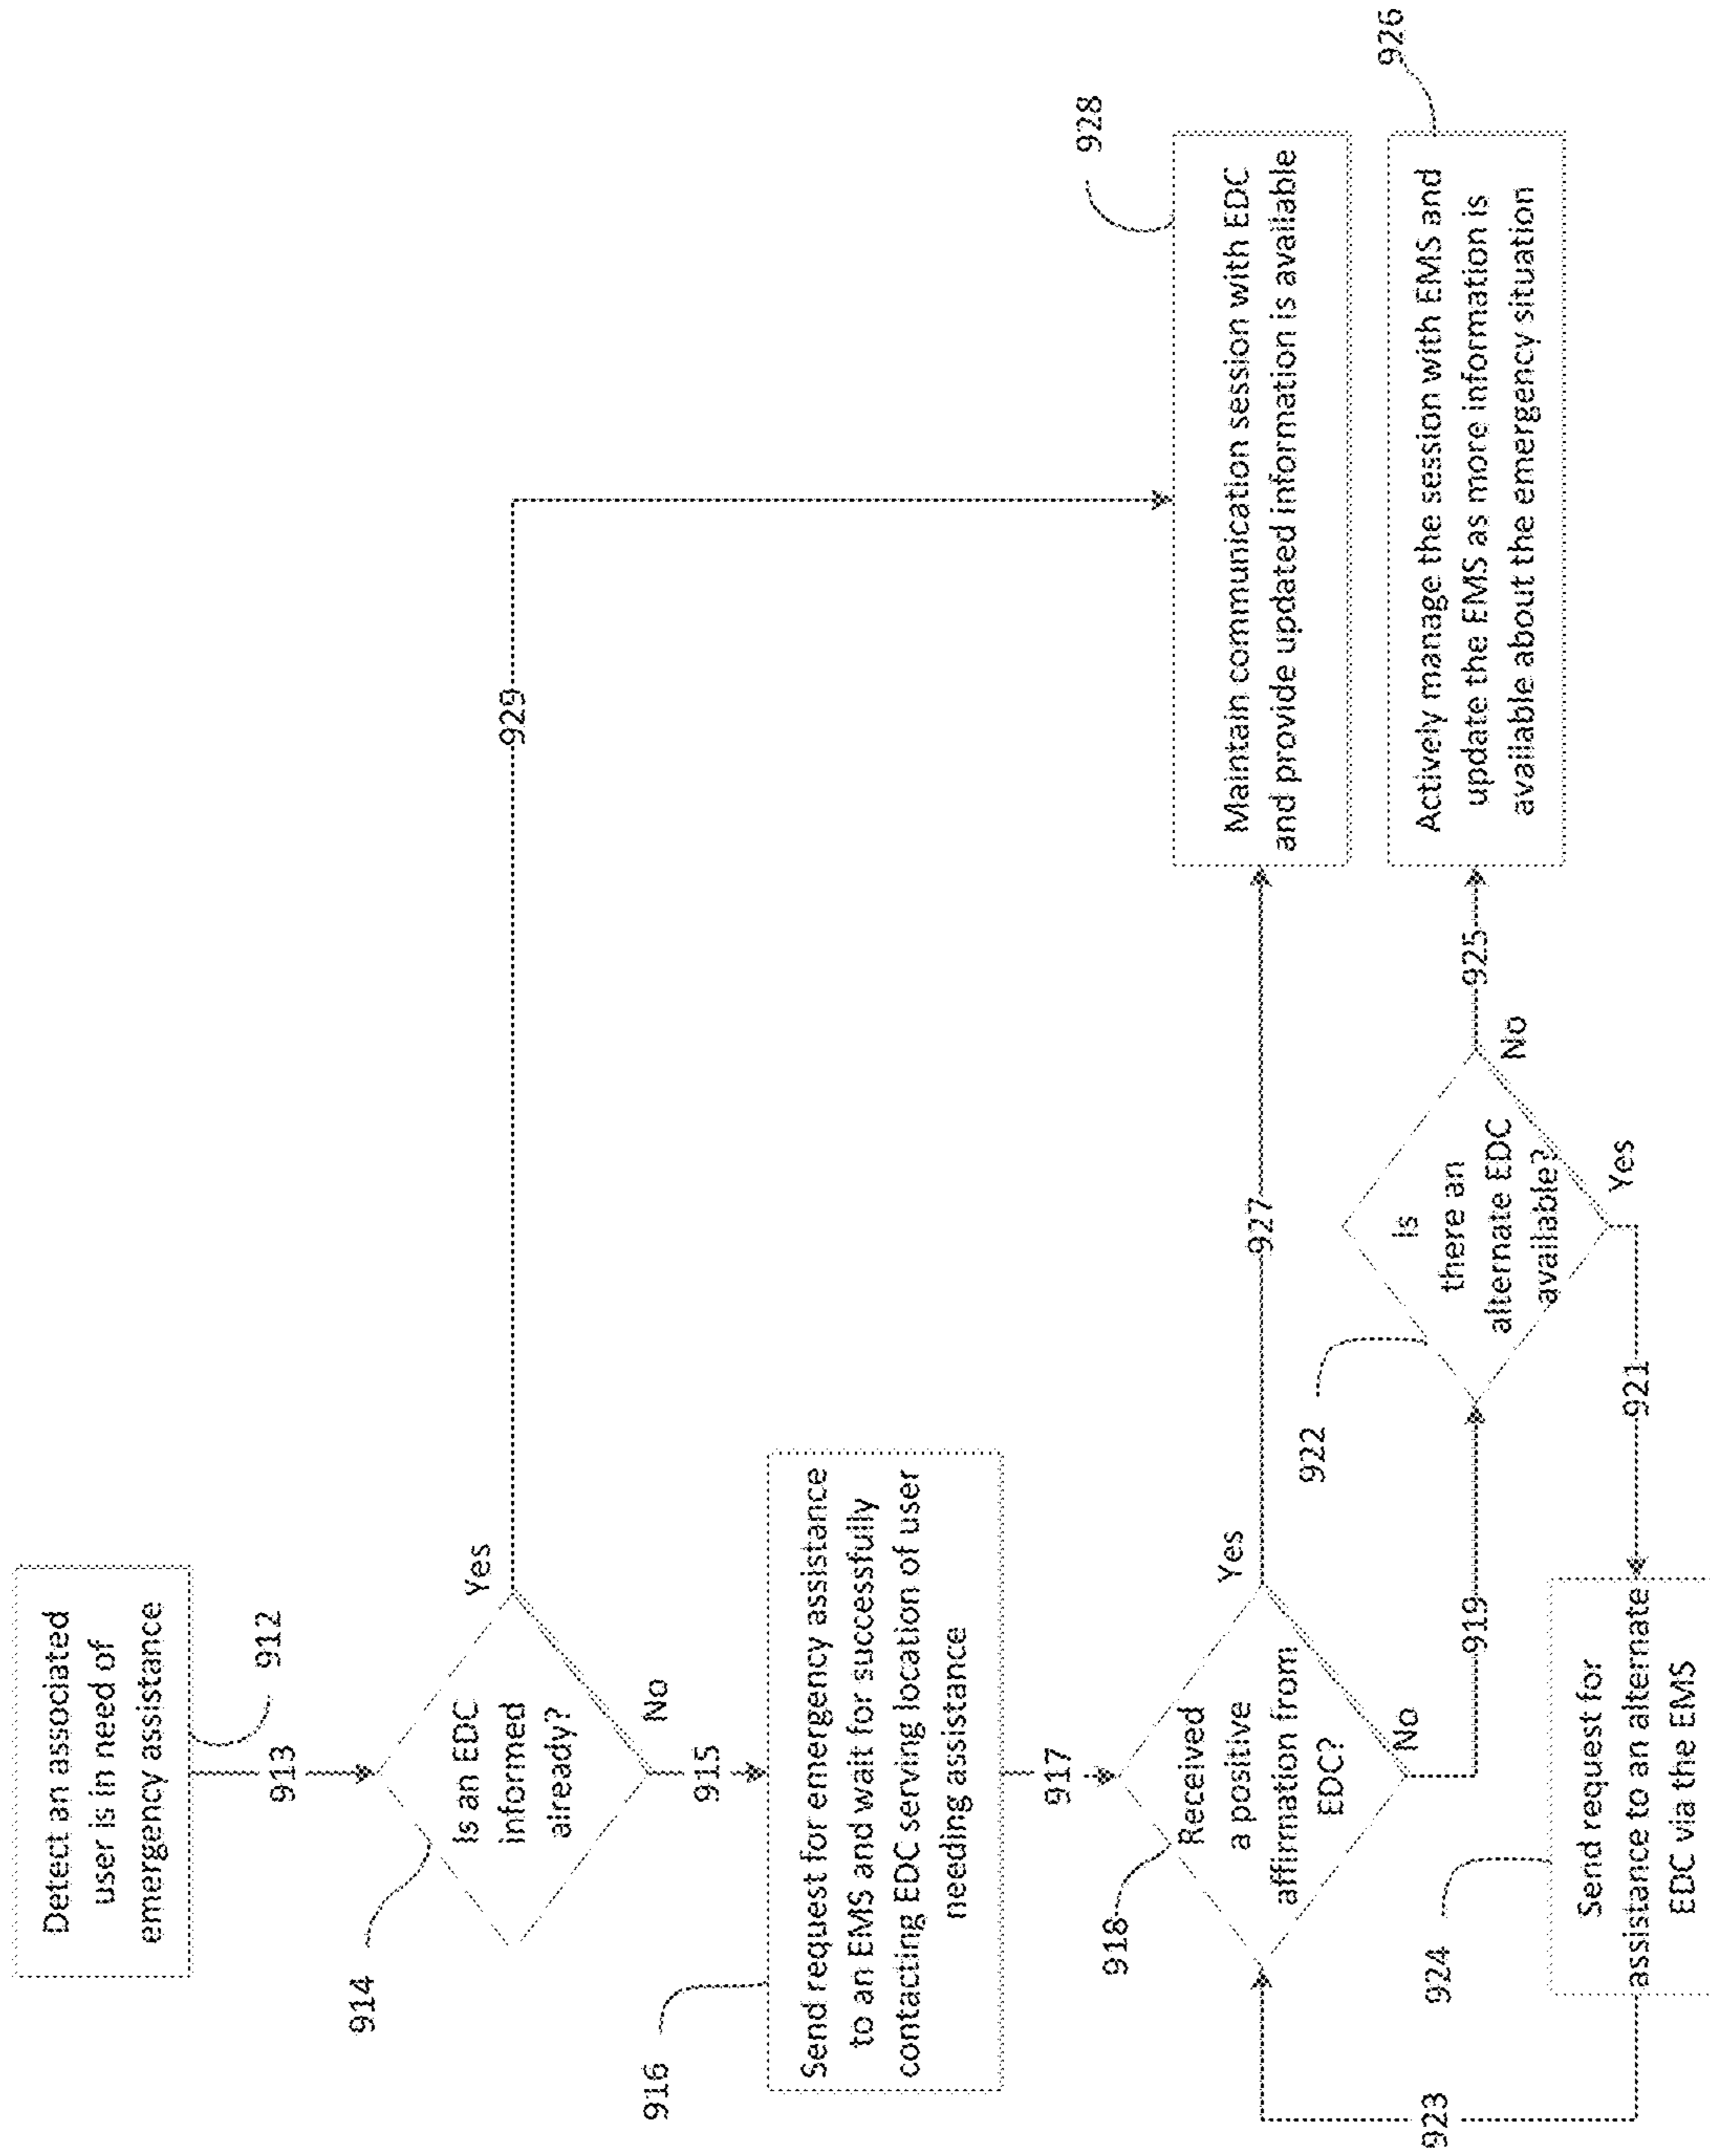 Detect an associated
user is in need of
emergency assistance
912
913
914
Is an EDC
informed
already?
Yes
929
No
915
916
Send request for emergency assistance
to an EMS and wait for successfully
contacting EDC serving location of user
needing assistance
917
918
Received
a positive
affirmation from
EDC?
Yes
927
No
919
928
Maintain communication session with EDC
and provide updated information is available
922
Is
there an
alternate EDC
available?
No
925
926
Actively manage the session with EMS and
update the EMS as more information is
available about the emergency situation
Yes
921
924
Send request for
assistance to an alternate
EDC via the EMS
923